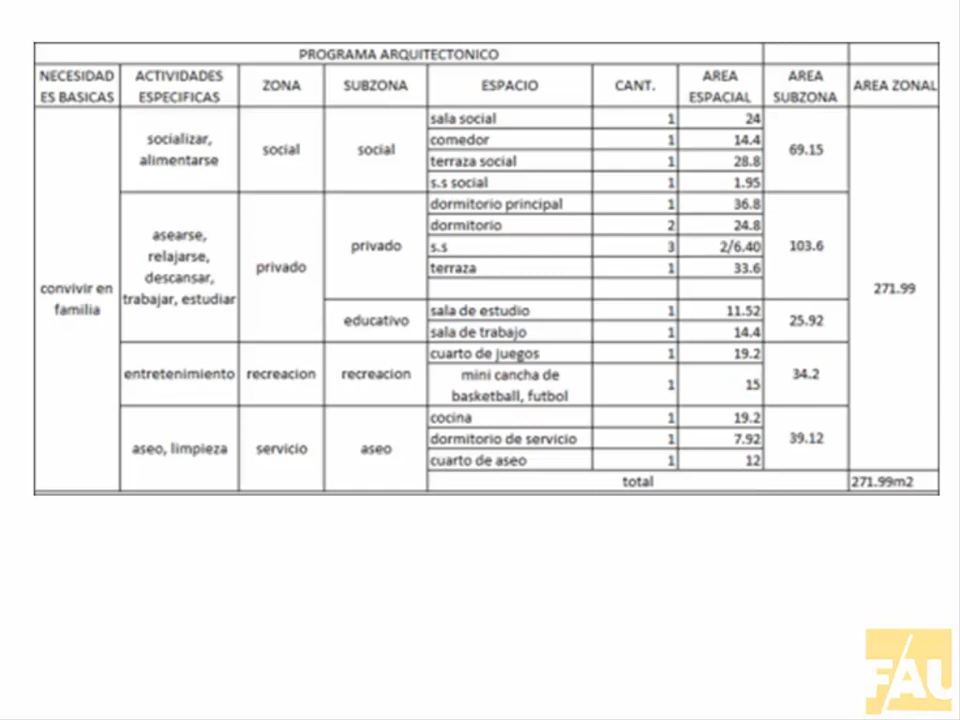 PROGRAMA ARQUITECTONICO
NECESIDAD ES BASICAS ACTIVIDADES ESPECIFICAS ZONA SUBZONA ESPACIO CANT. AREA ESPACIAL AREA SUBZONA AREA ZONAL
convivir en familia socializar, alimentarse social social sala social 1 24 69.15 271.99
comedor 1 14.4
terraza social 1 28.8
s.s social 1 1.95
asearse, relajarse, descansar, trabajar, estudiar privado privado dormitorio principal 1 36.8 103.6
dormitorio 2 24.8
s.s 3 2/6.40
terraza 1 33.6
educativo sala de estudio 1 11.52 25.92
sala de trabajo 1 14.4
entretenimiento recreacion recreacion cuarto de juegos 1 19.2 34.2
mini cancha de basketball, futbol 1 15
aseo, limpieza servicio aseo cocina 1 19.2 39.12
dormitorio de servicio 1 7.92
cuarto de aseo 1 12
total 271.99m2
FAU